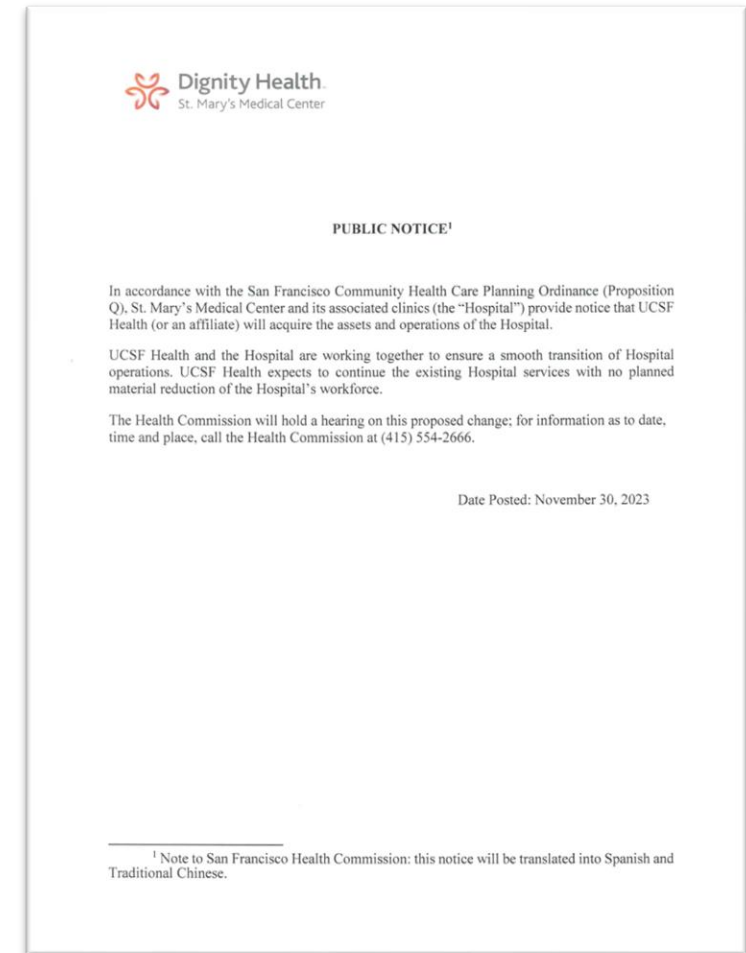 Dignity Health.
St. Mary's Medical Center
PUBLIC NOTICE¹
In accordance with the San Francisco Community Health Care Planning Ordinance (Proposition
Q), St. Mary's Medical Center and its associated clinics (the “Hospital”) provide notice that UCSF
Health (or an affiliate) will acquire the assets and operations of the Hospital.
UCSF Health and the Hospital are working together to ensure a smooth transition of Hospital
operations. UCSF Health expects to continue the existing Hospital services with no planned
material reduction of the Hospital's workforce.
The Health Commission will hold a hearing on this proposed change; for information as to date,
time and place, call the Health Commission at (415) 554-2666.
Date Posted: November 30, 2023
¹ Note to San Francisco Health Commission: this notice will be translated into Spanish and
Traditional Chinese.